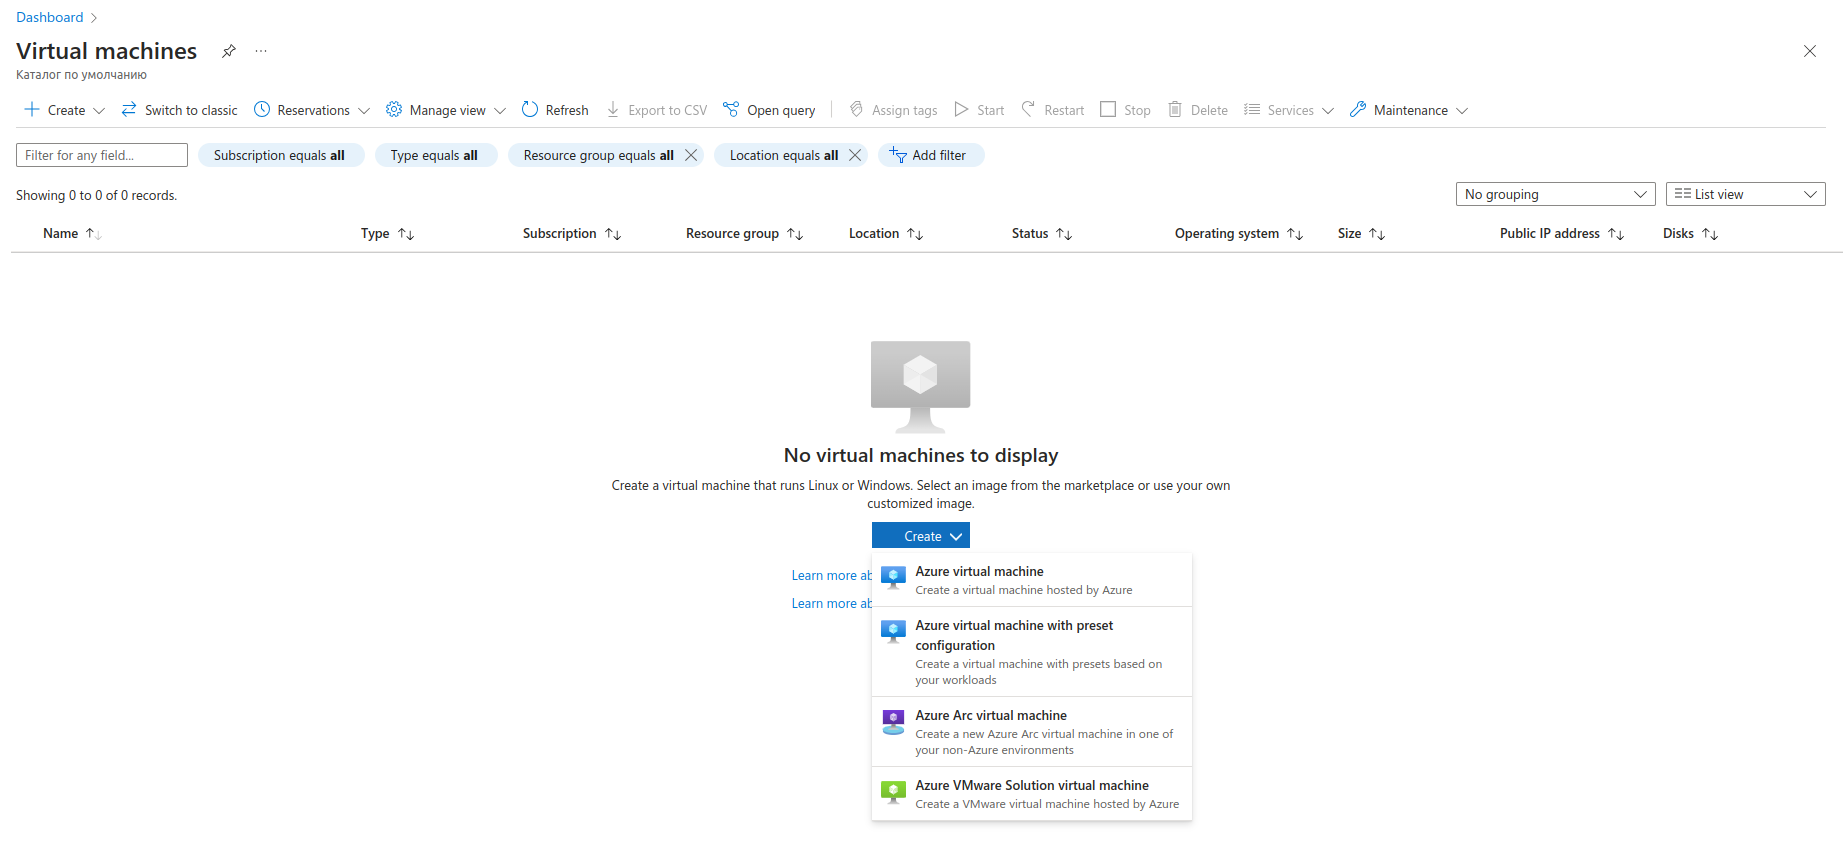 Dashboard
Virtual machines
Каталог по умолчанию
Create Switch to classic Reservations Manage view Refresh Export to CSV Open query Assign tags Start Restart Stop Delete Services Maintenance
Filter for any field... Subscription equals all Type equals all Resource group equals all Location equals all Add filter
Showing 0 to 0 of 0 records. No grouping List view
Name Type Subscription Resource group Location Status Operating system Size Public IP address Disks
No virtual machines to display
Create a virtual machine that runs Linux or Windows. Select an image from the marketplace or use your own
customized image.
Create
Learn more ab
Learn more ab
Azure virtual machine
Create a virtual machine hosted by Azure
Azure virtual machine with preset
configuration
Create a virtual machine with presets based on
your workloads
Azure Arc virtual machine
Create a new Azure Arc virtual machine in one of
your non-Azure environments
Azure VMware Solution virtual machine
Create a VMware virtual machine hosted by Azure